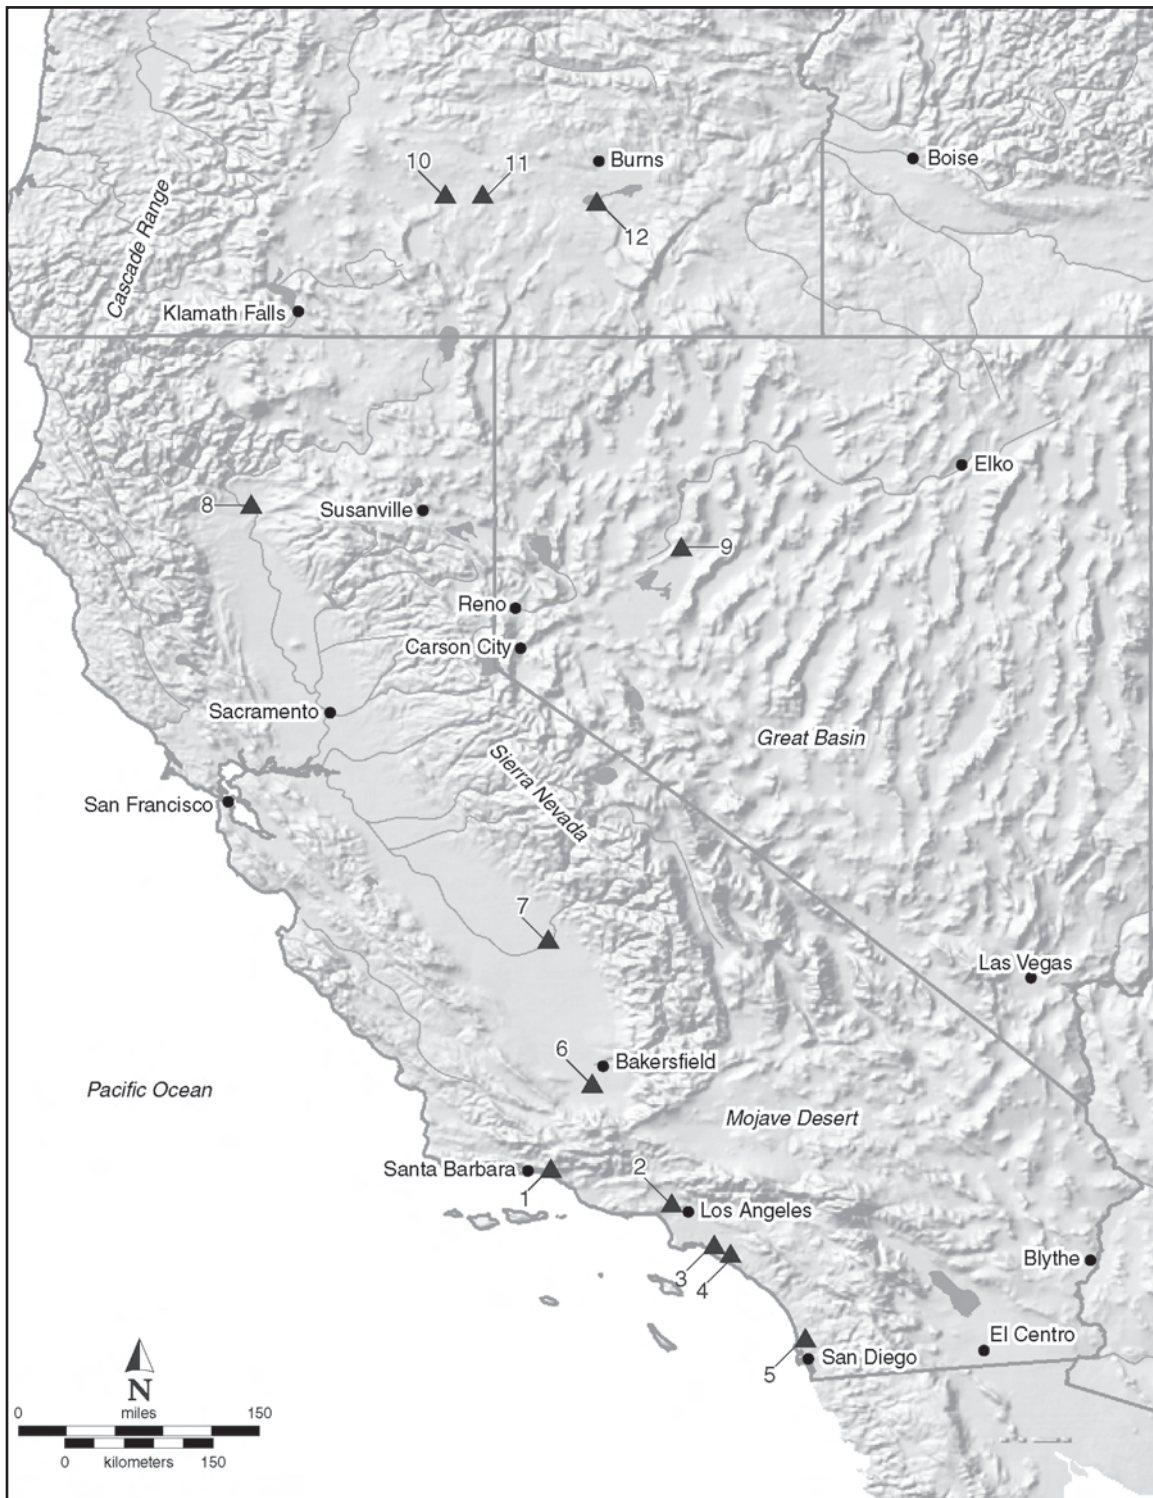 10
11
Burns
Boise
12
Cascade Range
Klamath Falls
Elko
8
Susanville
9
Reno
Carson City
Sacramento
Great Basin
Sierra Nevada
San Francisco
7
Las Vegas
6
Bakersfield
Pacific Ocean
Mojave Desert
Santa Barbara
1
2
Los Angeles
3
4
Blythe
El Centro
5
San Diego
N
0 miles 150
0 kilometers 150